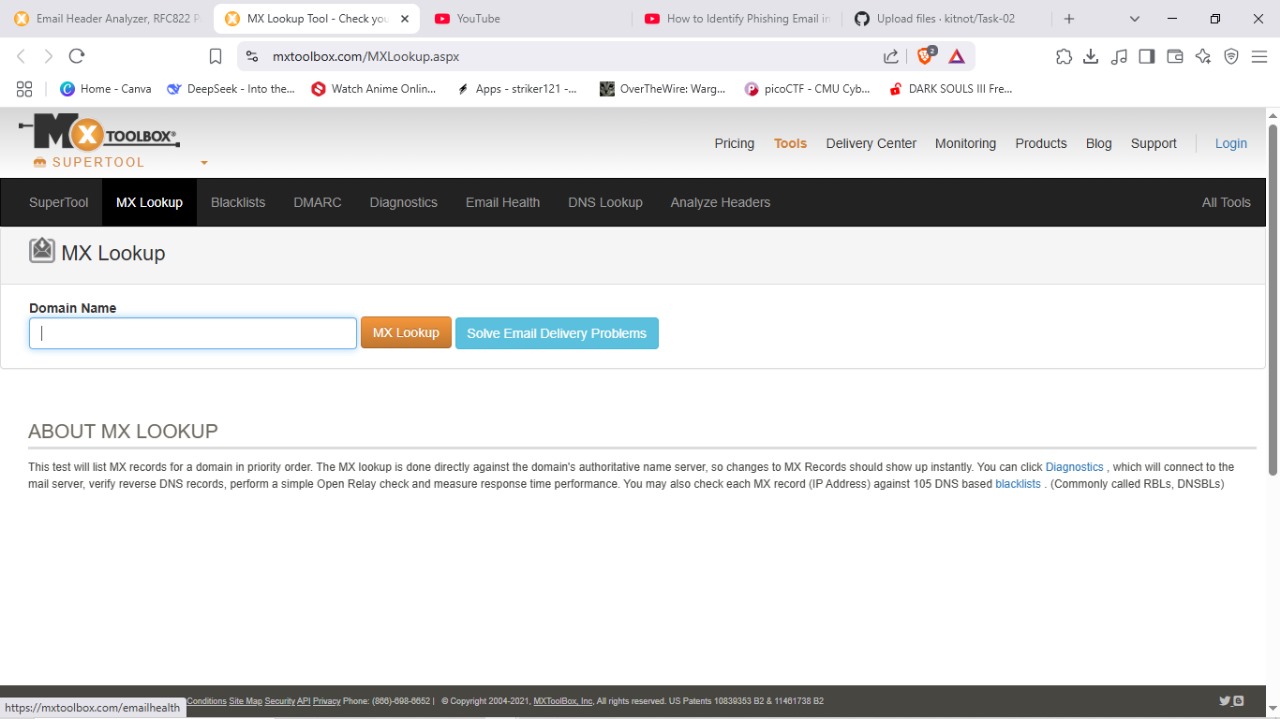 Email Header Analyzer, RFC822 P
MX Lookup Tool - Check you
YouTube
How to Identify Phishing Email in
Upload files · kitnot/Task-02
mxtoolbox.com/MXLookup.aspx
2
Home - Canva
DeepSeek - Into the...
Watch Anime Onlin...
Apps - striker121 -...
OverTheWire: Warg...
picoCTF - CMU Cyb...
DARK SOULS III Fre...
MX TOOLBOX®
SUPERTOOL
Pricing
Tools
Delivery Center
Monitoring
Products
Blog
Support
Login
SuperTool
MX Lookup
Blacklists
DMARC
Diagnostics
Email Health
DNS Lookup
Analyze Headers
All Tools
MX Lookup
Domain Name
MX Lookup
Solve Email Delivery Problems
ABOUT MX LOOKUP
This test will list MX records for a domain in priority order. The MX lookup is done directly against the domain's authoritative name server, so changes to MX Records should show up instantly. You can click Diagnostics , which will connect to the
mail server, verify reverse DNS records, perform a simple Open Relay check and measure response time performance. You may also check each MX record (IP Address) against 105 DNS based blacklists . (Commonly called RBLs, DNSBLs)
https://mxtoolbox.com/emailhealth
Conditions Site Map Security API Privacy Phone: (866)-698-6652 | © Copyright 2004-2021, MXToolBox, Inc, All rights reserved. US Patents 10839353 B2 & 11461738 B2